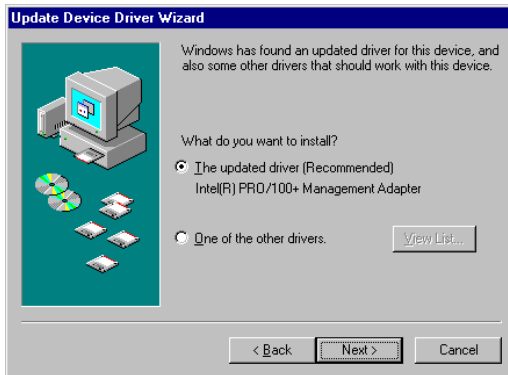 Update Device Driver Wizard
Windows has found an updated driver for this device, and
also some other drivers that should work with this device.
What do you want to install?
The updated driver (Recommended)
Intel(R) PRO/100+ Management Adapter
One of the other drivers.
View List...
< Back
Next >
Cancel